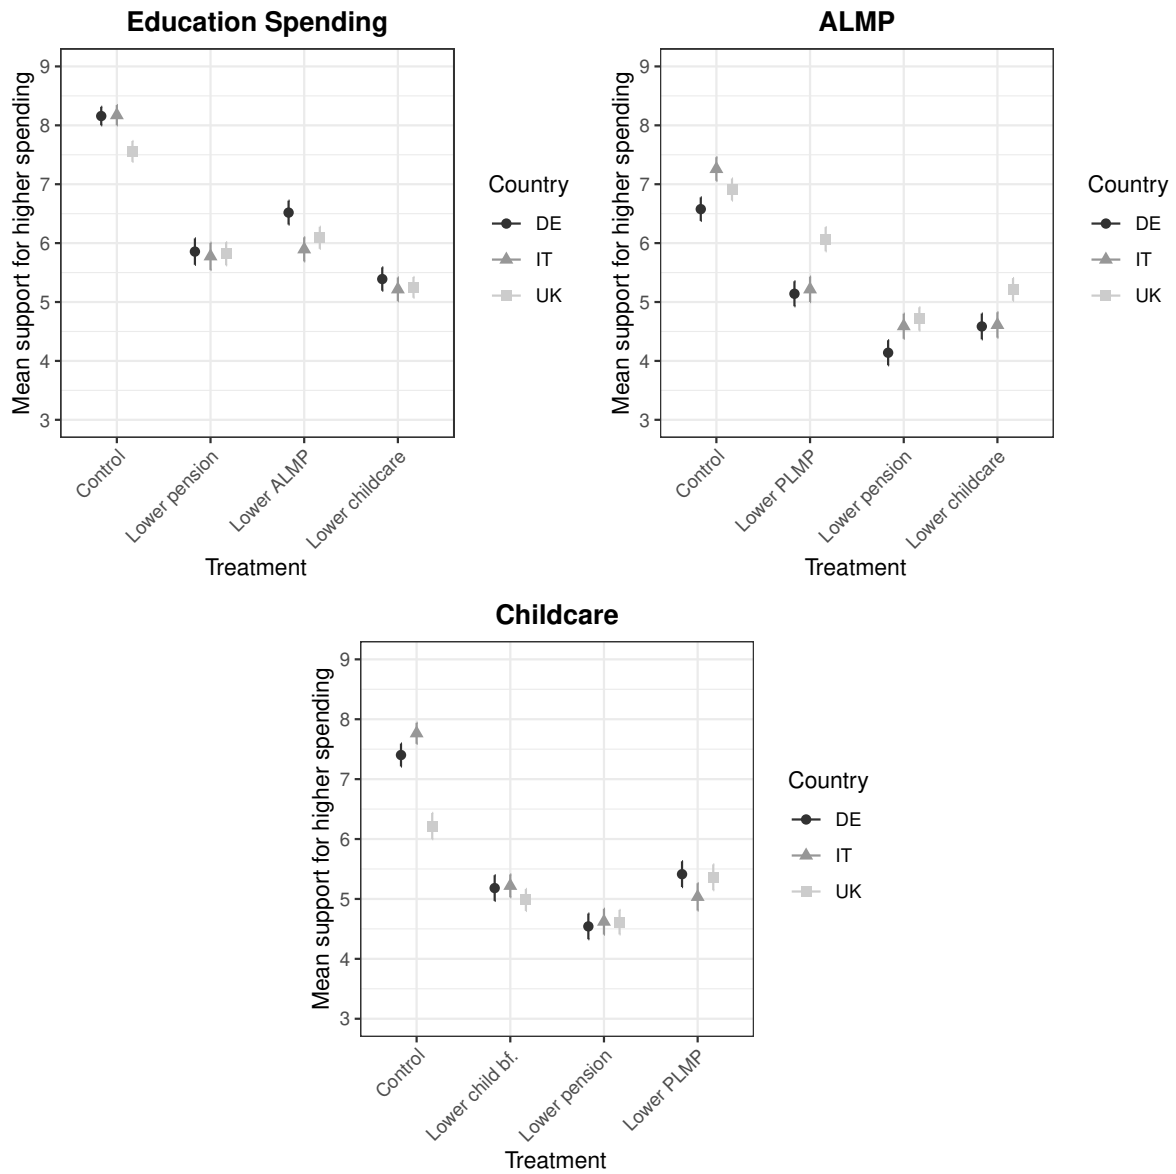 Education Spending
Mean support for higher spending
9
8
7
6
5
4
3
Control
Lower pension
Lower ALMP
Lower childcare
Treatment
Country
DE
IT
UK
ALMP
Mean support for higher spending
9
8
7
6
5
4
3
Control
Lower PLMP
Lower pension
Lower childcare
Treatment
Country
DE
IT
UK
Childcare
Mean support for higher spending
9
8
7
6
5
4
3
Control
Lower child bf.
Lower pension
Lower PLMP
Treatment
Country
DE
IT
UK